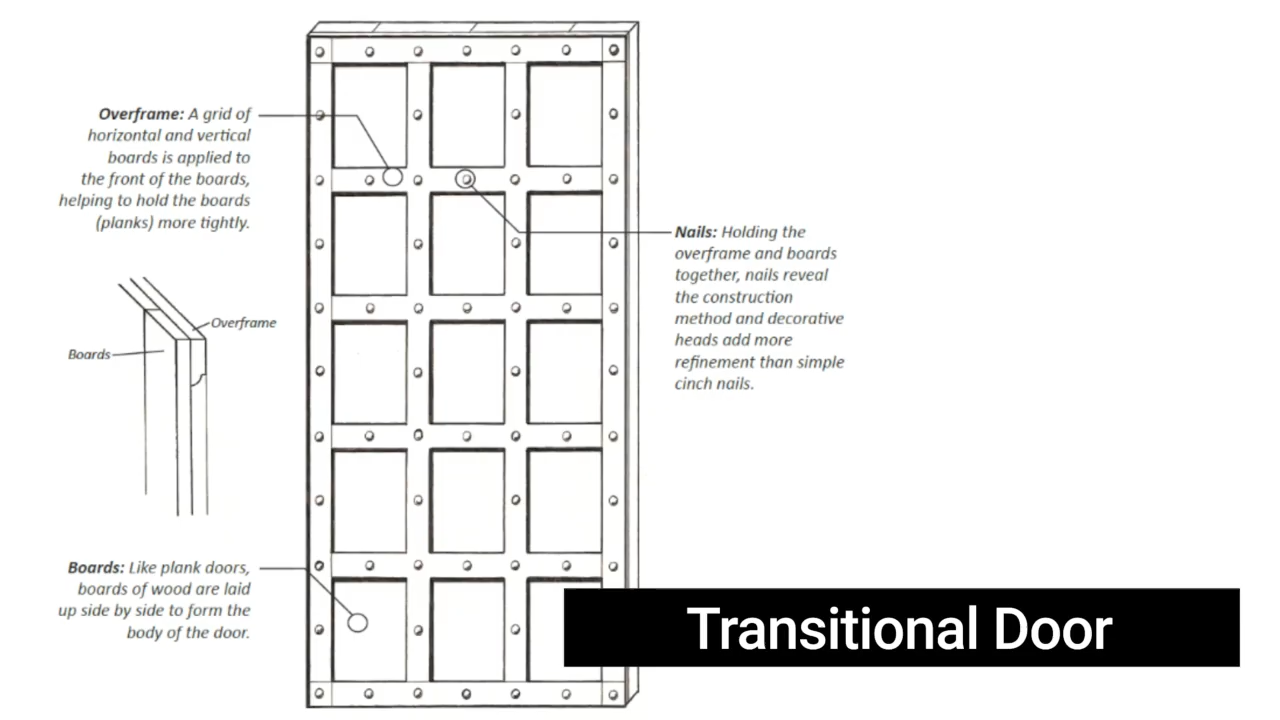 Overframe: A grid of
horizontal and vertical
boards is applied to
the front of the boards,
helping to hold the boards
(planks) more tightly.
Nails: Holding the
overframe and boards
together, nails reveal
the construction
method and decorative
heads add more
refinement than simple
cinch nails.
Overframe
Boards
Boards: Like plank doors,
boards of wood are laid
up side by side to form the
body of the door.
Transitional Door